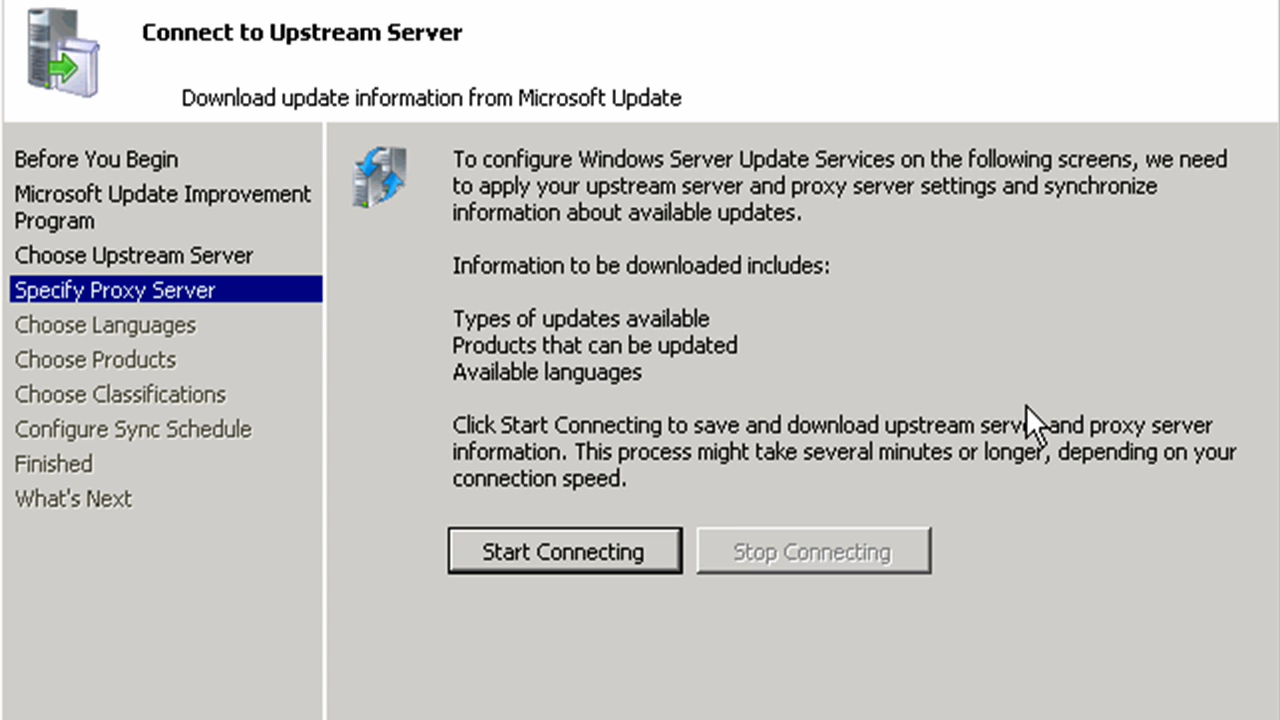 Connect to Upstream Server
Download update information from Microsoft Update
Before You Begin
Microsoft Update Improvement
Program
Choose Upstream Server
Specify Proxy Server
Choose Languages
Choose Products
Choose Classifications
Configure Sync Schedule
Finished
What's Next
To configure Windows Server Update Services on the following screens, we need
to apply your upstream server and proxy server settings and synchronize
information about available updates.
Information to be downloaded includes:
Types of updates available
Products that can be updated
Available languages
Click Start Connecting to save and download upstream server and proxy server
information. This process might take several minutes or longer, depending on your
connection speed.
Start Connecting
Stop Connecting